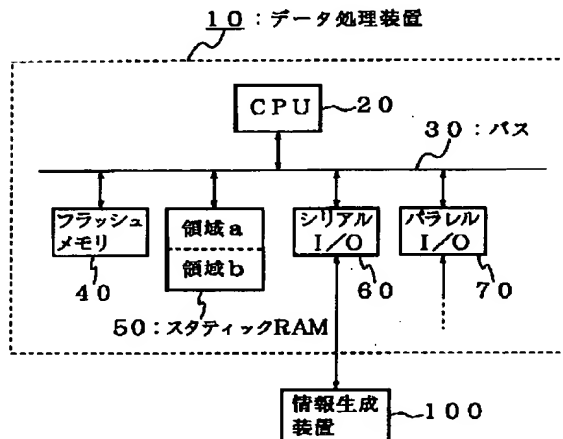 10:データ処理装置
CPU
20
30:バス
フラッシュ
メモリ
40
領域a
領域b
50:スタティックRAM
シリアル
I/O
60
パラレル
I/O
70
情報生成
装置
100